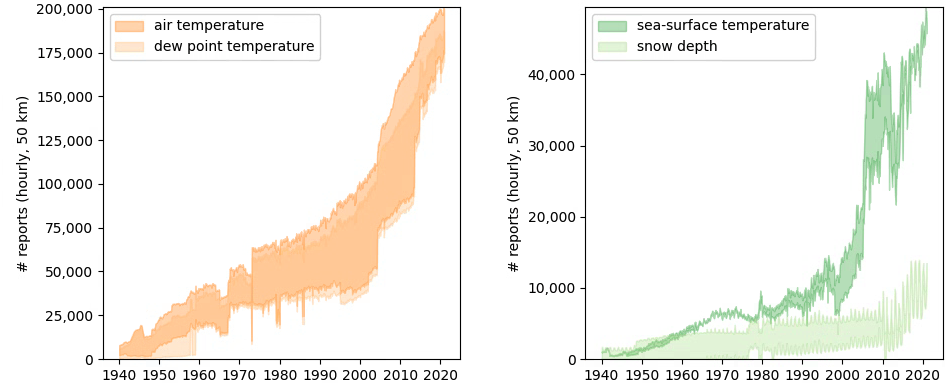 200,000
175,000
150,000
125,000
100,000
75,000
50,000
25,000
0
# reports (hourly, 50 km)
air temperature
dew point temperature
1940 1950 1960 1970 1980 1990 2000 2010 2020
40,000
30,000
20,000
10,000
0
# reports (hourly, 50 km)
sea-surface temperature
snow depth
1940 1950 1960 1970 1980 1990 2000 2010 2020